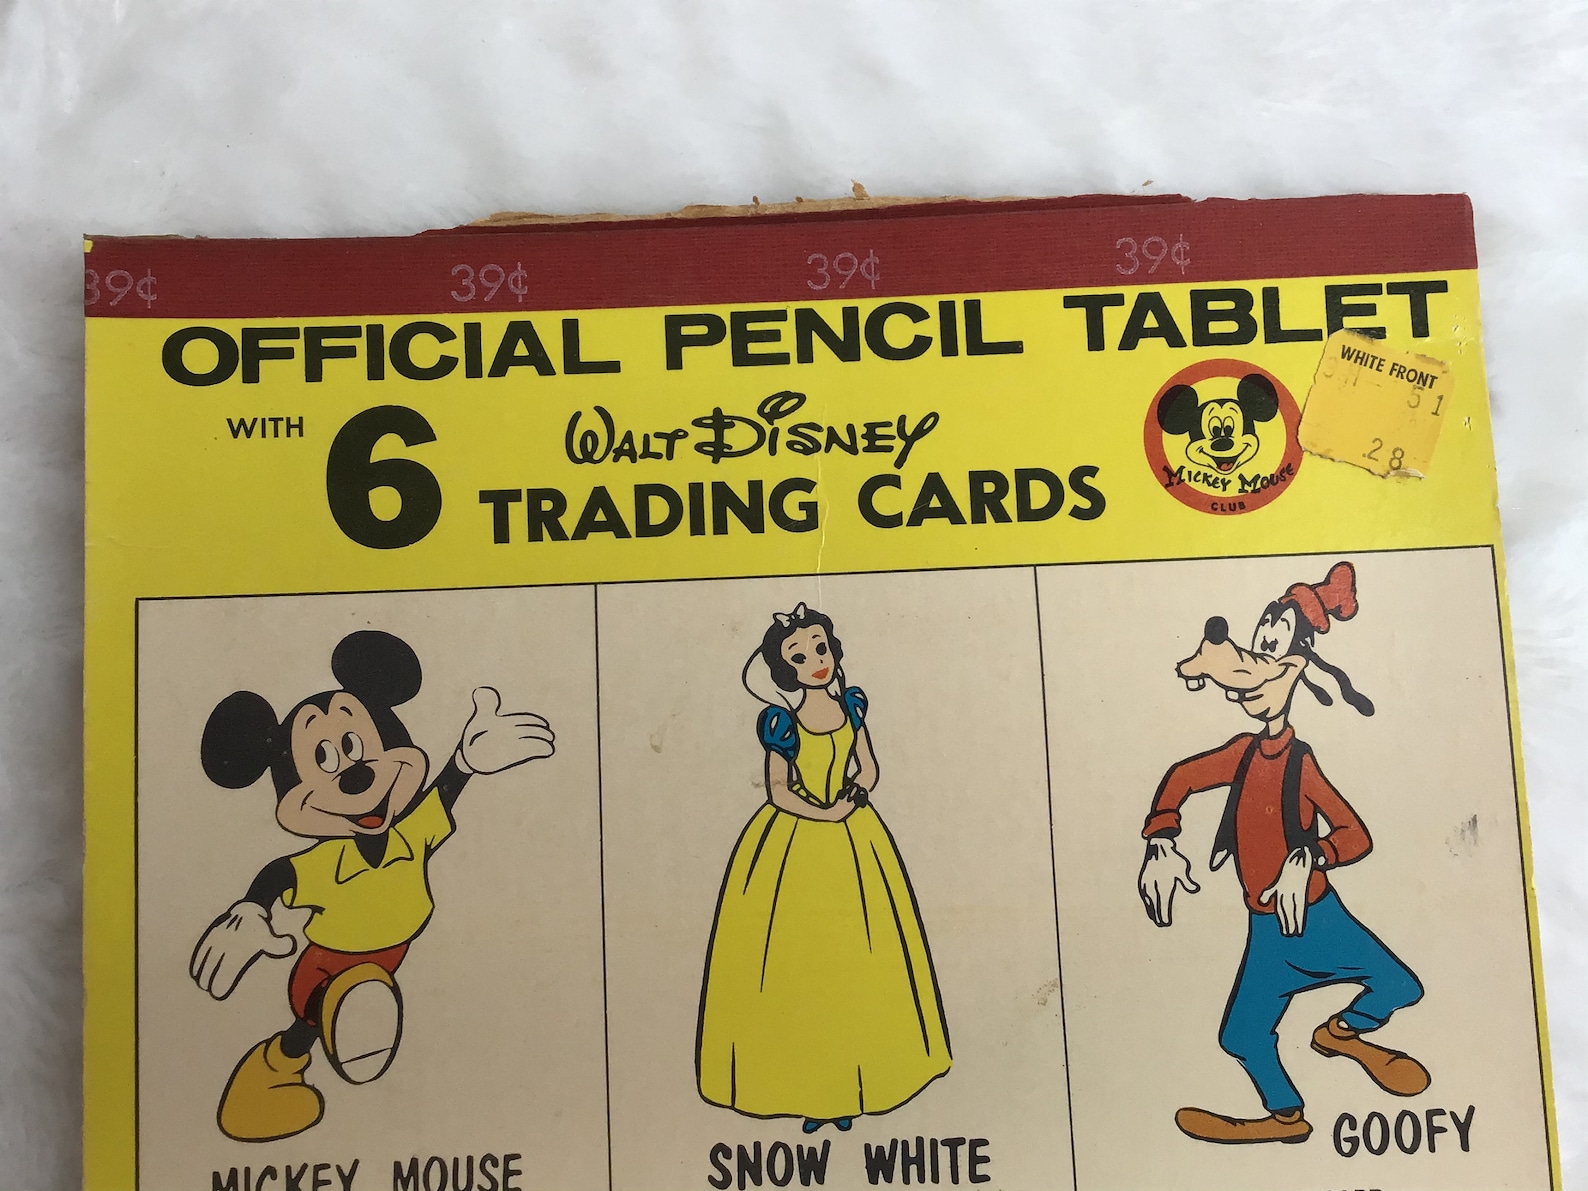 39¢ 39¢ 39¢ 39¢
OFFICIAL PENCIL TABLET
WITH 6 WALT DISNEY
TRADING CARDS
MICKEY MOUSE
CLUB
WHITE FRONT
51
.28
MICKEY MOUSE
SNOW WHITE
GOOFY